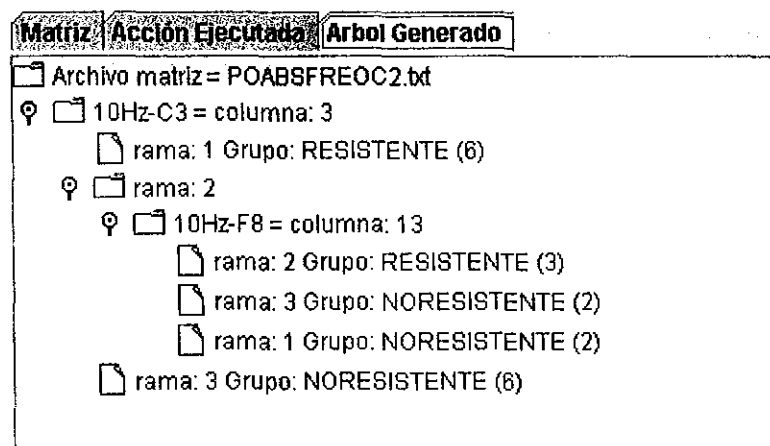 Matriz Acción Ejecutada Arbol Generado
Archivo matriz = POABSFREOC2.txt
10Hz-C3 = columna: 3
rama: 1 Grupo: RESISTENTE (6)
rama: 2
10Hz-F8 = columna: 13
rama: 2 Grupo: RESISTENTE (3)
rama: 3 Grupo: NORESISTENTE (2)
rama: 1 Grupo: NORESISTENTE (2)
rama: 3 Grupo: NORESISTENTE (6)